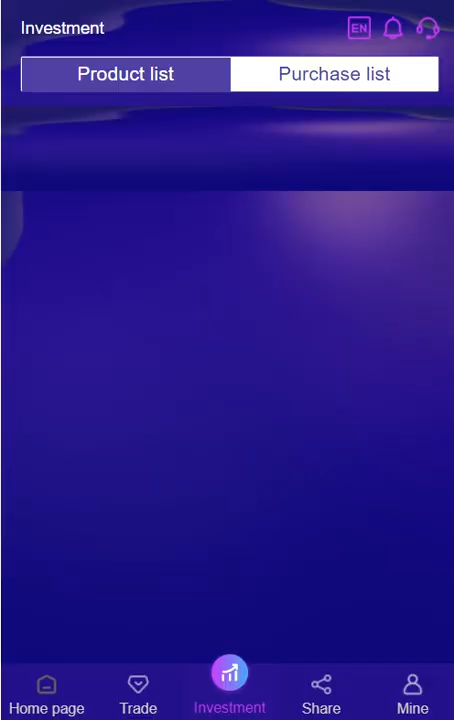 Investment
EN
Product list
Purchase list
Home page
Trade
Investment
Share
Mine